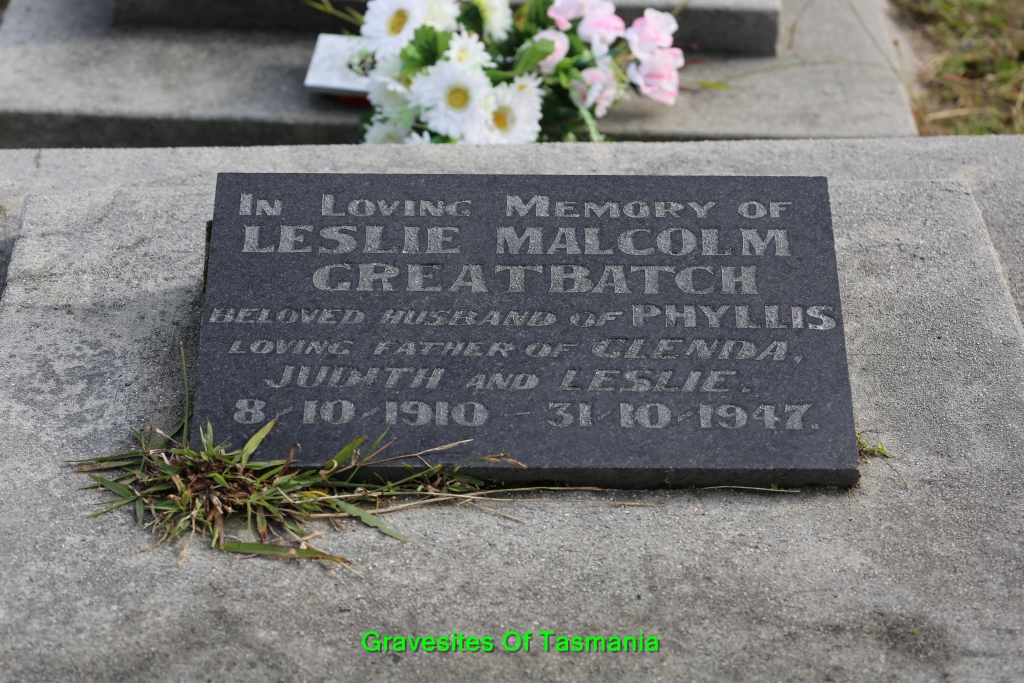 IN LOVING MEMORY OF
LESLIE MALCOLM
GREATBATCH
BELOVED HUSBAND OF PHYLLIS
LOVING FATHER OF GLENDA,
JUDITH AND LESLIE.
8/10/1910 - 31/10/1947.
Gravesites Of Tasmania